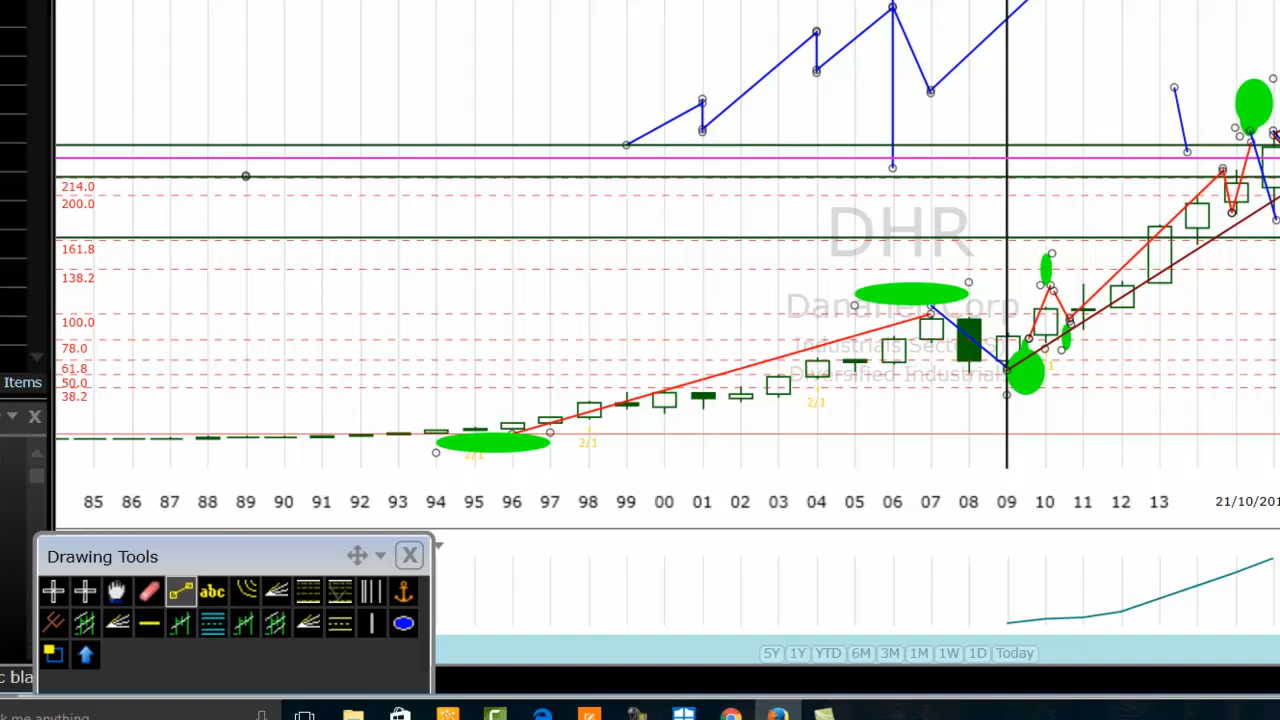 214.0
200.0
161.8
138.2
100.0
78.0
61.8
50.0
38.2
DHR
Danaher Corp
Industrials Sector
Diversified Industrials
2/1
2/1
2/1
85 86 87 88 89 90 91 92 93 94 95 96 97 98 99 00 01 02 03 04 05 06 07 08 09 10 11 12 13 21/10/201
Items
X
Drawing Tools
X
abc
5Y 1Y YTD 6M 3M 1M 1W 1D Today
c bla
k me anything